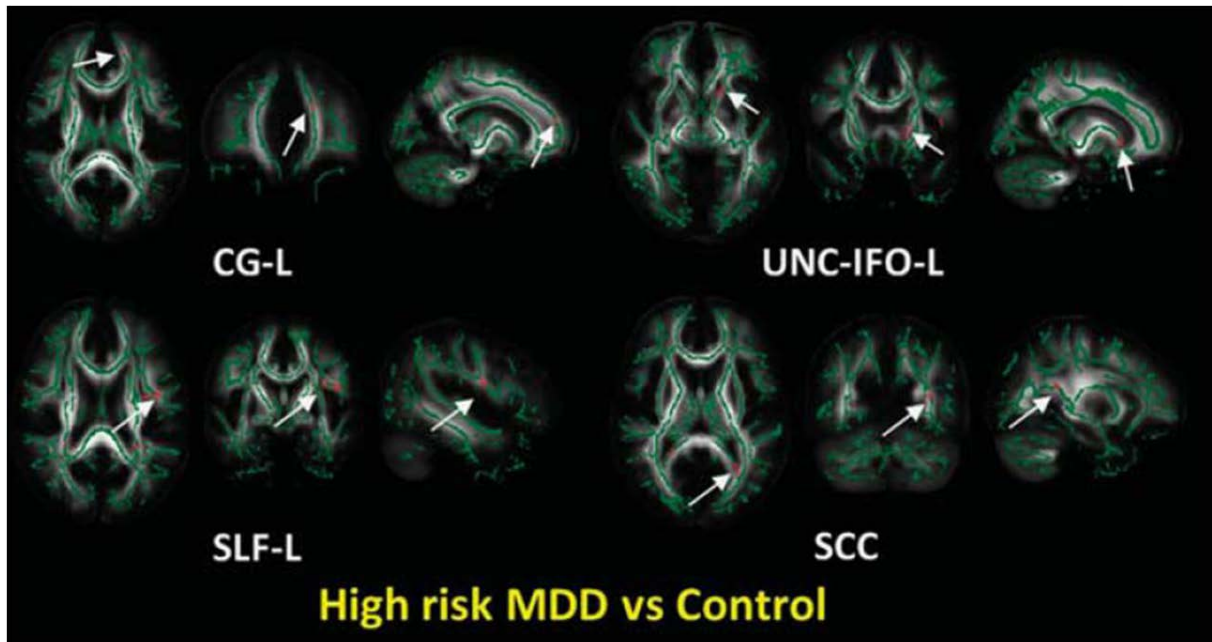 CG-L
UNC-IFO-L
SLF-L
SCC
High risk MDD vs Control